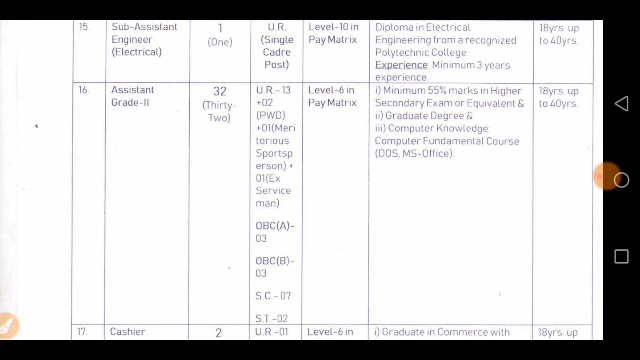 15. Sub-Assistant Engineer (Electrical)
1 (One)
U.R. (Single Cadre Post)
Level-10 in Pay Matrix
Diploma in Electrical
Engineering from a recognized
Polytechnic College.
Experience: Minimum 3 years
experience.
18yrs. up
to 40yrs.
16. Assistant Grade-II
32 (Thirty-Two)
U.R.- 13
+02
(PWD)
+01(Meri
torious
Sportsp
erson) +
01(Ex
Service
man)
OBC(A)-
03
OBC(B)-
03
S.C.- 07
S.T.-02
Level-6 in
Pay Matrix
i) Minimum 55% marks in Higher
Secondary Exam or Equivalent &
ii) Graduate Degree &
iii) Computer Knowledge:
Computer Fundamental Course
(DOS, MS-Office).
18yrs. up
to 40yrs.
17. Cashier
2
U.R.-01
Level-6 in
i) Graduate in Commerce with
18yrs. up